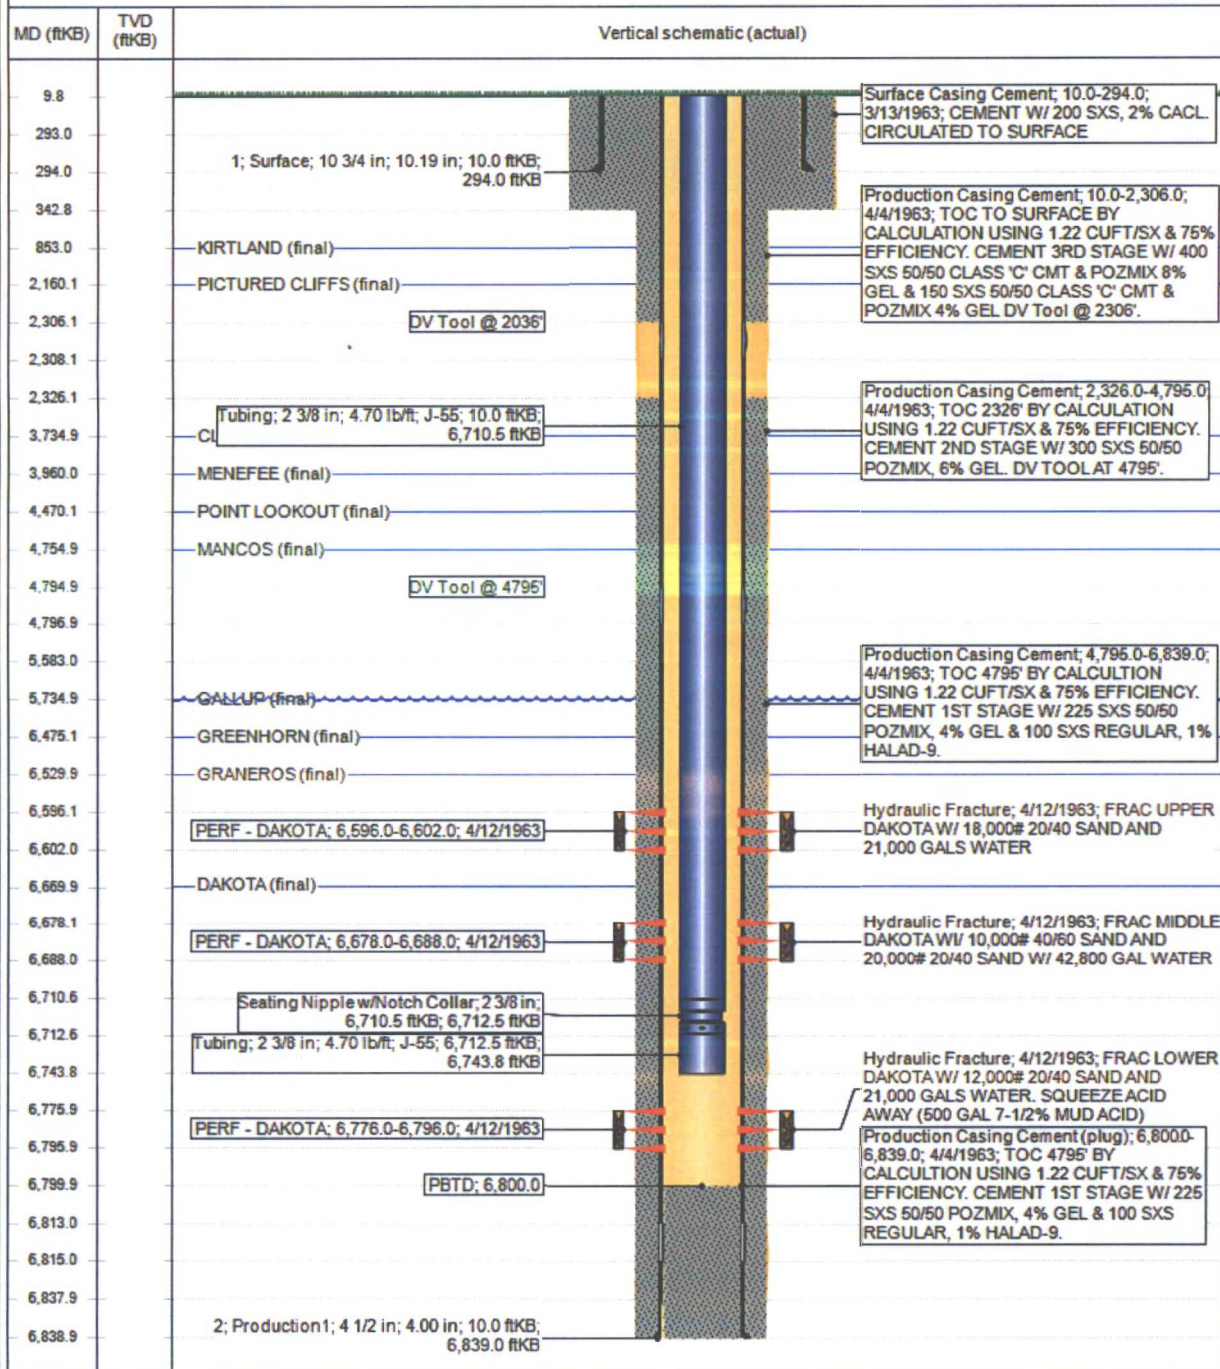 MD (ftKB)
TVD
(ftKB)
Vertical schematic (actual)
9.8
293.0
294.0
342.8
853.0
2,160.1
2,306.1
2,308.1
2,326.1
3,734.9
3,960.0
4,470.1
4,754.9
4,794.9
4,796.9
5,583.0
5,734.9
6,475.1
6,529.9
6,596.1
6,602.0
6,669.9
6,678.1
6,688.0
6,710.6
6,712.6
6,743.8
6,775.9
6,795.9
6,799.9
6,813.0
6,815.0
6,837.9
6,838.9
1; Surface; 10 3/4 in; 10.19 in; 10.0 ftKB;
294.0 ftKB
KIRTLAND (final)
PICTURED CLIFFS (final)
DV Tool @ 2036'
Tubing; 2 3/8 in; 4.70 lb/ft; J-55; 10.0 ftKB;
6,710.5 ftKB
CL
MENEFEE (final)
POINT LOOKOUT (final)
MANCOS (final)
DV Tool @ 4795'
GALLUP (final)
GREENHORN (final)
GRANEROS (final)
PERF - DAKOTA; 6,596.0-6,602.0; 4/12/1963
DAKOTA (final)
PERF - DAKOTA; 6,678.0-6,688.0; 4/12/1963
Seating Nipple w/Notch Collar; 2 3/8 in;
6,710.5 ftKB; 6,712.5 ftKB
Tubing; 2 3/8 in; 4.70 lb/ft; J-55; 6,712.5 ftKB;
6,743.8 ftKB
PERF - DAKOTA; 6,776.0-6,796.0; 4/12/1963
PBTD; 6,800.0
2; Production1; 4 1/2 in; 4.00 in; 10.0 ftKB;
6,839.0 ftKB
Surface Casing Cement; 10.0-294.0;
3/13/1963; CEMENT W/ 200 SXS, 2% CACL.
CIRCULATED TO SURFACE
Production Casing Cement; 10.0-2,306.0;
4/4/1963; TOC TO SURFACE BY
CALCULATION USING 1.22 CUFT/SX & 75%
EFFICIENCY. CEMENT 3RD STAGE W/ 400
SXS 50/50 CLASS 'C' CMT & POZMIX 8%
GEL & 150 SXS 50/50 CLASS 'C' CMT &
POZMIX 4% GEL DV Tool @ 2306'.
Production Casing Cement; 2,326.0-4,795.0;
4/4/1963; TOC 2326' BY CALCULATION
USING 1.22 CUFT/SX & 75% EFFICIENCY.
CEMENT 2ND STAGE W/ 300 SXS 50/50
POZMIX, 6% GEL. DV TOOL AT 4795'.
Production Casing Cement; 4,795.0-6,839.0;
4/4/1963; TOC 4795' BY CALCULTION
USING 1.22 CUFT/SX & 75% EFFICIENCY.
CEMENT 1ST STAGE W/ 225 SXS 50/50
POZMIX, 4% GEL & 100 SXS REGULAR, 1%
HALAD-9.
Hydraulic Fracture; 4/12/1963; FRAC UPPER
DAKOTA W/ 18,000# 20/40 SAND AND
21,000 GALS WATER
Hydraulic Fracture; 4/12/1963; FRAC MIDDLE
DAKOTA W/ 10,000# 40/60 SAND AND
20,000# 20/40 SAND W/ 42,800 GAL WATER
Hydraulic Fracture; 4/12/1963; FRAC LOWER
DAKOTA W/ 12,000# 20/40 SAND AND
21,000 GALS WATER. SQUEEZE ACID
AWAY (500 GAL 7-1/2% MUD ACID)
Production Casing Cement (plug); 6,800.0-
6,839.0; 4/4/1963; TOC 4795' BY
CALCULTION USING 1.22 CUFT/SX & 75%
EFFICIENCY. CEMENT 1ST STAGE W/ 225
SXS 50/50 POZMIX, 4% GEL & 100 SXS
REGULAR, 1% HALAD-9.